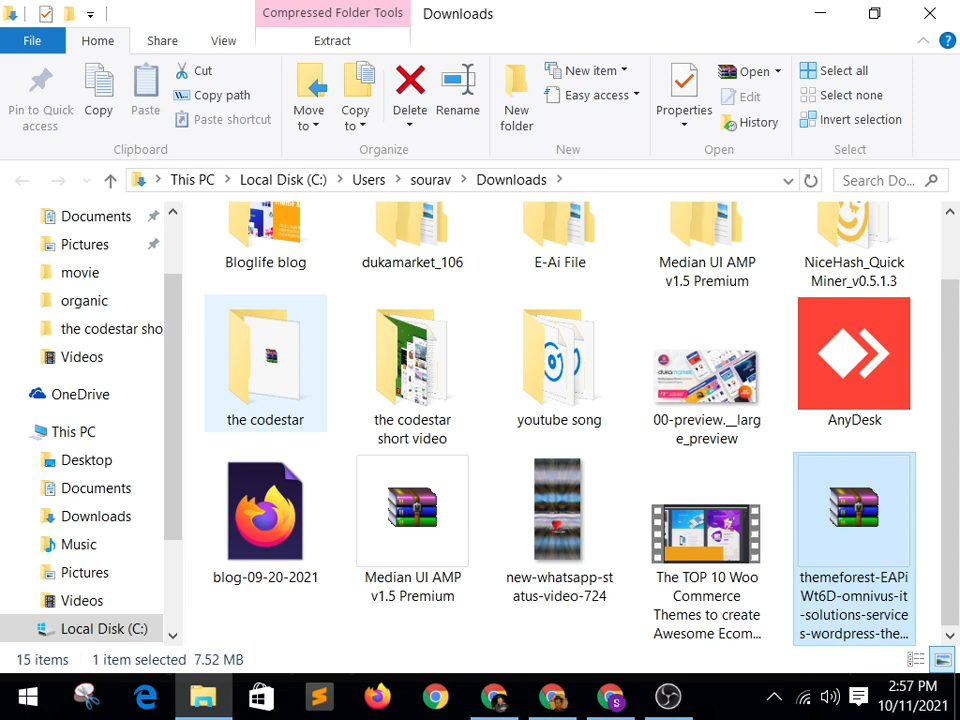 Compressed Folder Tools
Downloads
File
Home
Share
View
Extract
Pin to Quick
access
Copy
Paste
Cut
Copy path
Paste shortcut
Clipboard
Move
to
Copy
to
Delete
Rename
Organize
New
folder
New item
Easy access
New
Properties
Open
Edit
History
Open
Select all
Select none
Invert selection
Select
This PC
Local Disk (C:)
Users
sourav
Downloads
Search Do...
Documents
Pictures
movie
organic
the codestar sho
Videos
OneDrive
This PC
Desktop
Documents
Downloads
Music
Pictures
Videos
Local Disk (C:)
Bloglife blog
dukamarket_106
E-Ai File
Median UI AMP
v1.5 Premium
NiceHash_Quick
Miner_v0.5.1.3
the codestar
the codestar
short video
youtube song
00-preview.__larg
e_preview
AnyDesk
blog-09-20-2021
Median UI AMP
v1.5 Premium
new-whatsapp-st
atus-video-724
The TOP 10 Woo
Commerce
Themes to create
Awesome Ecom...
themeforest-EAPi
Wt6D-omnivus-it
-solutions-service
s-wordpress-the...
15 items
1 item selected 7.52 MB
2:57 PM
10/11/2021